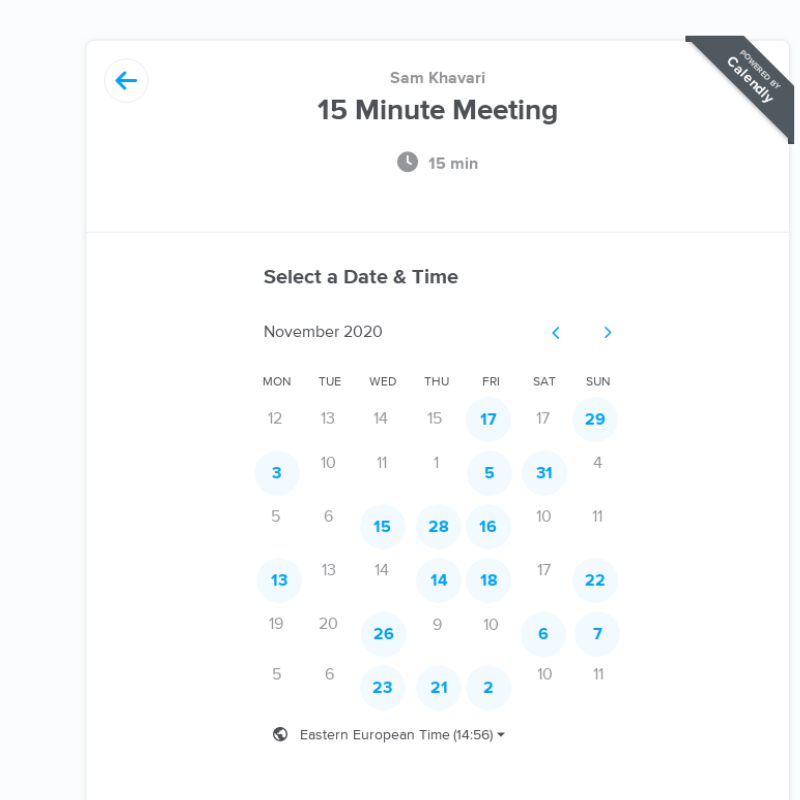 POWERED BY
Calendly
Sam Khavari
15 Minute Meeting
15 min
Select a Date & Time
November 2020
MON TUE WED THU FRI SAT SUN
12 13 14 15 17 17 29
3 10 11 1 5 31 4
5 6 15 28 16 10 11
13 13 14 14 18 17 22
19 20 26 9 10 6 7
5 6 23 21 2 10 11
Eastern European Time (14:56)